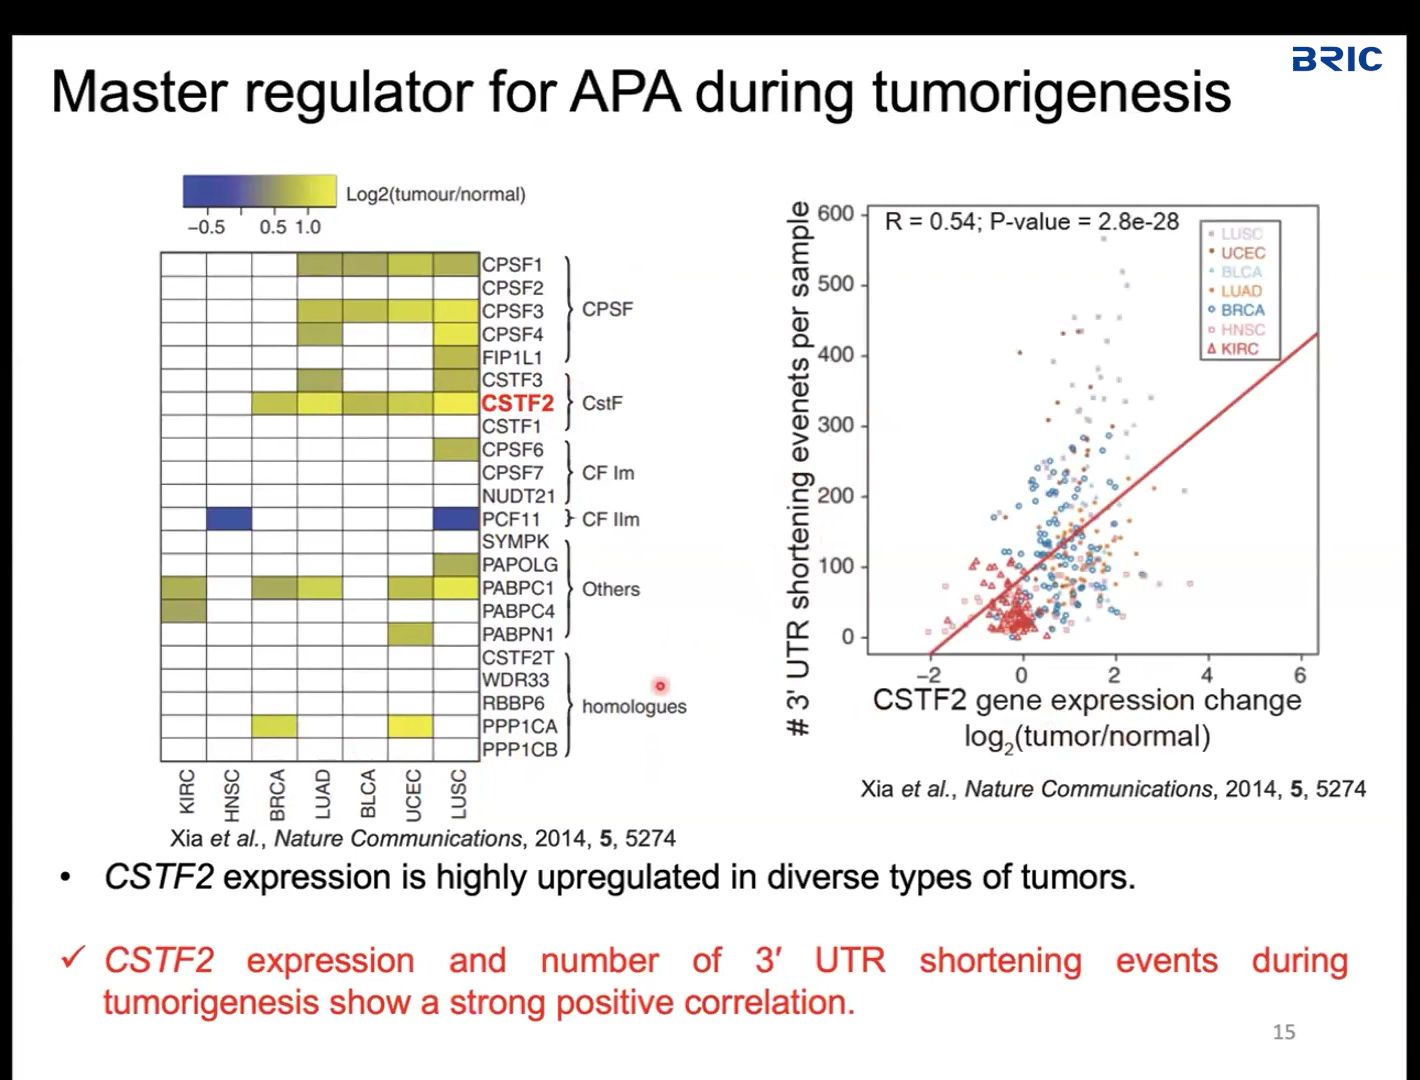 BRIC
Master regulator for APA during tumorigenesis
Log2(tumour/normal)
−0.5 0.5 1.0
CPSF1
CPSF2
CPSF3
CPSF4
FIP1L1
CSTF3
CSTF2
CSTF1
CPSF6
CPSF7
NUDT21
PCF11
SYMPK
PAPOLG
PABPC1
PABPC4
PABPN1
CSTF2T
WDR33
RBBP6
PPP1CA
PPP1CB
CPSF
CstF
CF Im
CF IIm
Others
homologues
KIRC
HNSC
BRCA
LUAD
BLCA
UCEC
LUSC
Xia et al., Nature Communications, 2014, 5, 5274
# 3' UTR shortening evenets per sample
600
500
400
300
200
100
0
R = 0.54; P-value = 2.8e-28
LUSC
UCEC
BLCA
LUAD
BRCA
HNSC
KIRC
−2 0 2 4 6
CSTF2 gene expression change
log2(tumor/normal)
Xia et al., Nature Communications, 2014, 5, 5274
• CSTF2 expression is highly upregulated in diverse types of tumors.
✓ CSTF2 expression and number of 3′ UTR shortening events during
tumorigenesis show a strong positive correlation.
15